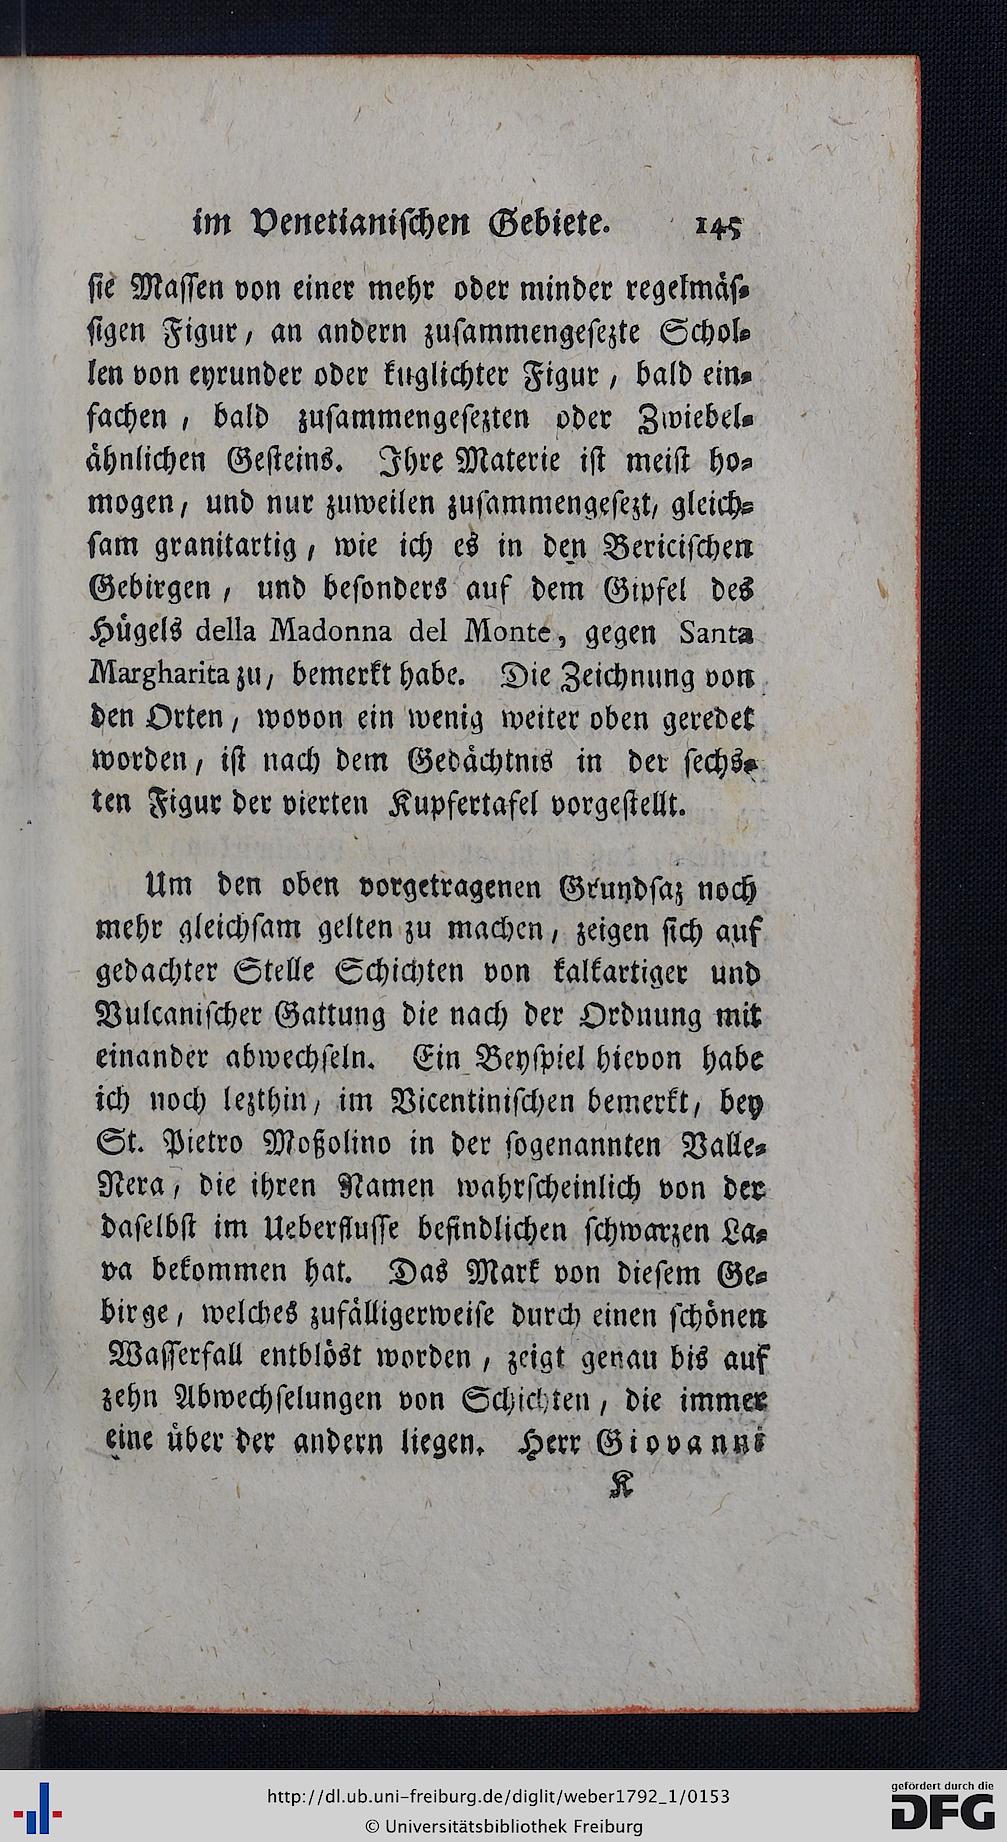 im Venetianischen Gebiete. 145
sie Massen von einer mehr oder minder regelmäs-
sigen Figur, an andern zusammengesezte Schol-
len von eyrunder oder kuglichter Figur, bald ein-
fachen, bald zusammengesezten oder Zwiebel-
ähnlichen Gesteins. Ihre Materie ist meist ho-
mogen, und nur zuweilen zusammengesezt, gleich-
sam granitartig, wie ich es in den Bericischen
Gebirgen, und besonders auf dem Gipfel des
Hügels della Madonna del Monte, gegen Santa
Margharita zu, bemerkt habe. Die Zeichnung von
den Orten, wovon ein wenig weiter oben geredet
worden, ist nach dem Gedächtnis in der sechs-
ten Figur der vierten Kupfertafel vorgestellt.
Um den oben vorgetragenen Grundsaz noch
mehr gleichsam gelten zu machen, zeigen sich auf
gedachter Stelle Schichten von kalkartiger und
Vulcanischer Gattung die nach der Ordnung mit
einander abwechseln. Ein Beyspiel hievon habe
ich noch lezthin, im Vicentinischen bemerkt, bey
St. Pietro Moßolino in der sogenannten Valle-
Nera, die ihren Namen wahrscheinlich von der
daselbst im Ueberflusse befindlichen schwarzen La-
va bekommen hat. Das Mark von diesem Ge-
birge, welches zufälligerweise durch einen schönen
Wasserfall entblöst worden, zeigt genau bis auf
zehn Abwechselungen von Schichten, die immer
eine über der andern liegen. Herr Giovanni
K
http://dl.ub.uni-freiburg.de/diglit/weber1792_1/0153
© Universitätsbibliothek Freiburg
gefördert durch die
DFG